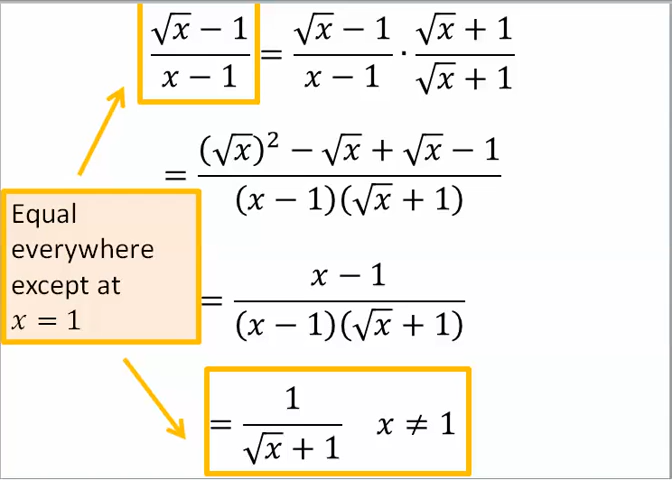 (√x − 1)/(x − 1) = (√x − 1)/(x − 1) · (√x + 1)/(√x + 1)
= ((√x)² − √x + √x − 1)/((x − 1)(√x + 1))
Equal
everywhere
except at
x = 1
= (x − 1)/((x − 1)(√x + 1))
= 1/(√x + 1) x ≠ 1